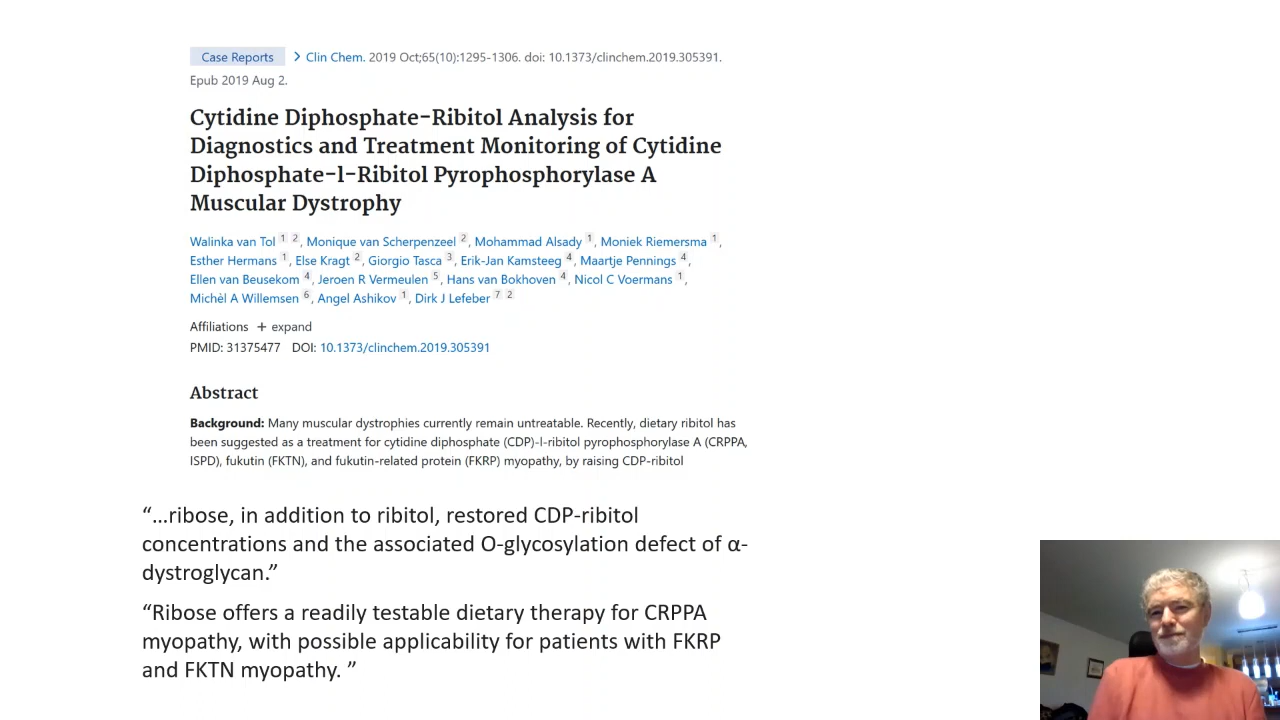 Case Reports > Clin Chem. 2019 Oct;65(10):1295-1306. doi: 10.1373/clinchem.2019.305391.
Epub 2019 Aug 2.
Cytidine Diphosphate-Ribitol Analysis for
Diagnostics and Treatment Monitoring of Cytidine
Diphosphate-l-Ribitol Pyrophosphorylase A
Muscular Dystrophy
Walinka van Tol 1 2, Monique van Scherpenzeel 2, Mohammad Alsady 1, Moniek Riemersma 1,
Esther Hermans 1, Else Kragt 2, Giorgio Tasca 3, Erik-Jan Kamsteeg 4, Maartje Pennings 4,
Ellen van Beusekom 4, Jeroen R Vermeulen 5, Hans van Bokhoven 4, Nicol C Voermans 1,
Michèl A Willemsen 6, Angel Ashikov 1, Dirk J Lefeber 7 2
Affiliations + expand
PMID: 31375477 DOI: 10.1373/clinchem.2019.305391
Abstract
Background: Many muscular dystrophies currently remain untreatable. Recently, dietary ribitol has
been suggested as a treatment for cytidine diphosphate (CDP)-l-ribitol pyrophosphorylase A (CRPPA,
ISPD), fukutin (FKTN), and fukutin-related protein (FKRP) myopathy, by raising CDP-ribitol
“…ribose, in addition to ribitol, restored CDP-ribitol
concentrations and the associated O-glycosylation defect of α-
dystroglycan.”
“Ribose offers a readily testable dietary therapy for CRPPA
myopathy, with possible applicability for patients with FKRP
and FKTN myopathy. ”